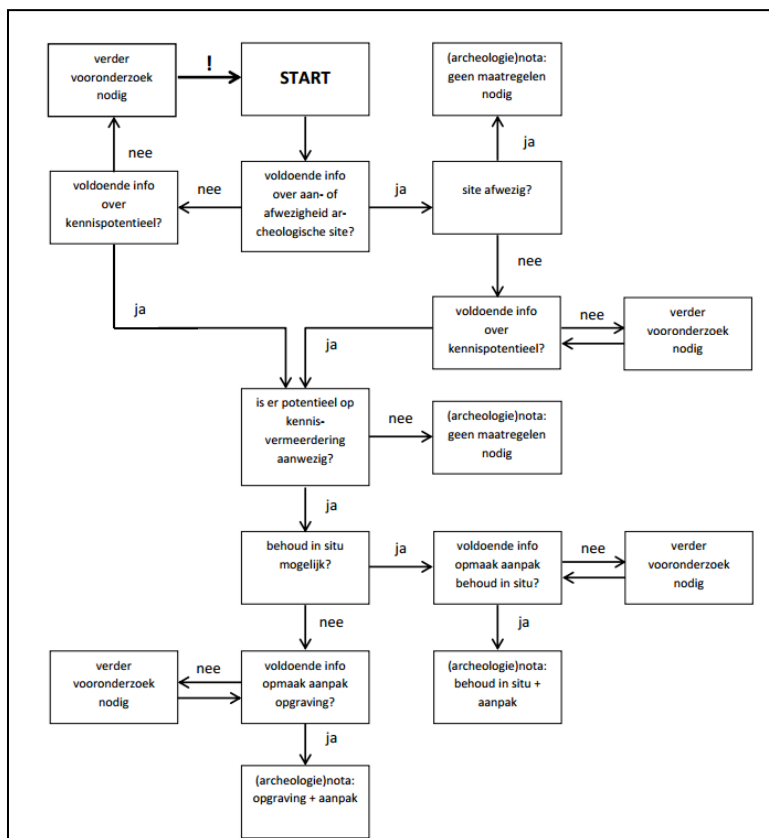 verder
vooronderzoek
nodig
!
START
(archeologie)nota:
geen maatregelen
nodig
nee
ja
voldoende info
over
kennispotentieel?
nee
voldoende info
over aan- of
afwezigheid ar-
cheologische site?
ja
site afwezig?
nee
ja
voldoende info
over
kennispotentieel?
nee
verder
vooronderzoek
nodig
ja
is er potentieel op
kennis-
vermeerdering
aanwezig?
nee
(archeologie)nota:
geen maatregelen
nodig
ja
behoud in situ
mogelijk?
ja
voldoende info
opmaak aanpak
behoud in situ?
nee
verder
vooronderzoek
nodig
nee
ja
verder
vooronderzoek
nodig
nee
voldoende info
opmaak aanpak
opgraving?
(archeologie)nota:
behoud in situ +
aanpak
ja
(archeologie)nota:
opgraving + aanpak